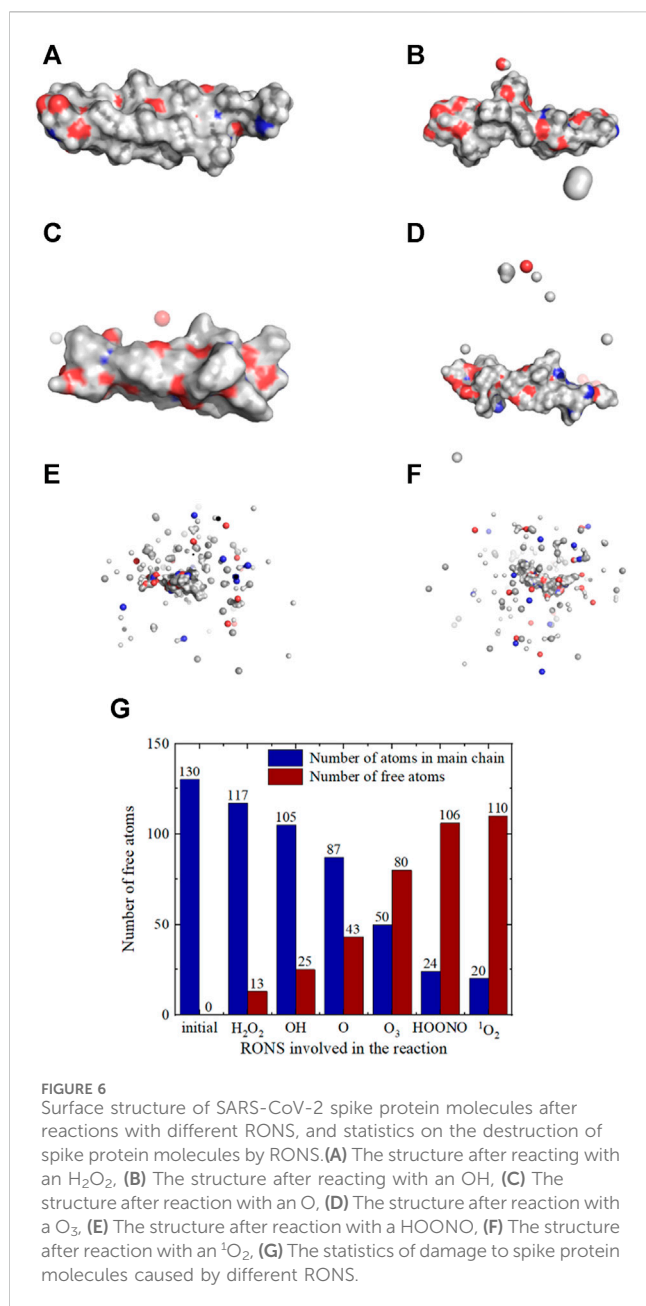 A
B
C
D
E
F
G
150
100
50
0
Number of free atoms
Number of atoms in main chain
Number of free atoms
130
0
117
13
105
25
87
43
50
80
24
106
20
110
initial H₂O₂ OH O O₃ HOONO ¹O₂
RONS involved in the reaction
FIGURE 6
Surface structure of SARS-CoV-2 spike protein molecules after
reactions with different RONS, and statistics on the destruction of
spike protein molecules by RONS.(A) The structure after reacting with
an H₂O₂, (B) The structure after reacting with an OH, (C) The
structure after reaction with an O, (D) The structure after reaction with
a O₃, (E) The structure after reaction with a HOONO, (F) The structure
after reaction with an ¹O₂, (G) The statistics of damage to spike protein
molecules caused by different RONS.